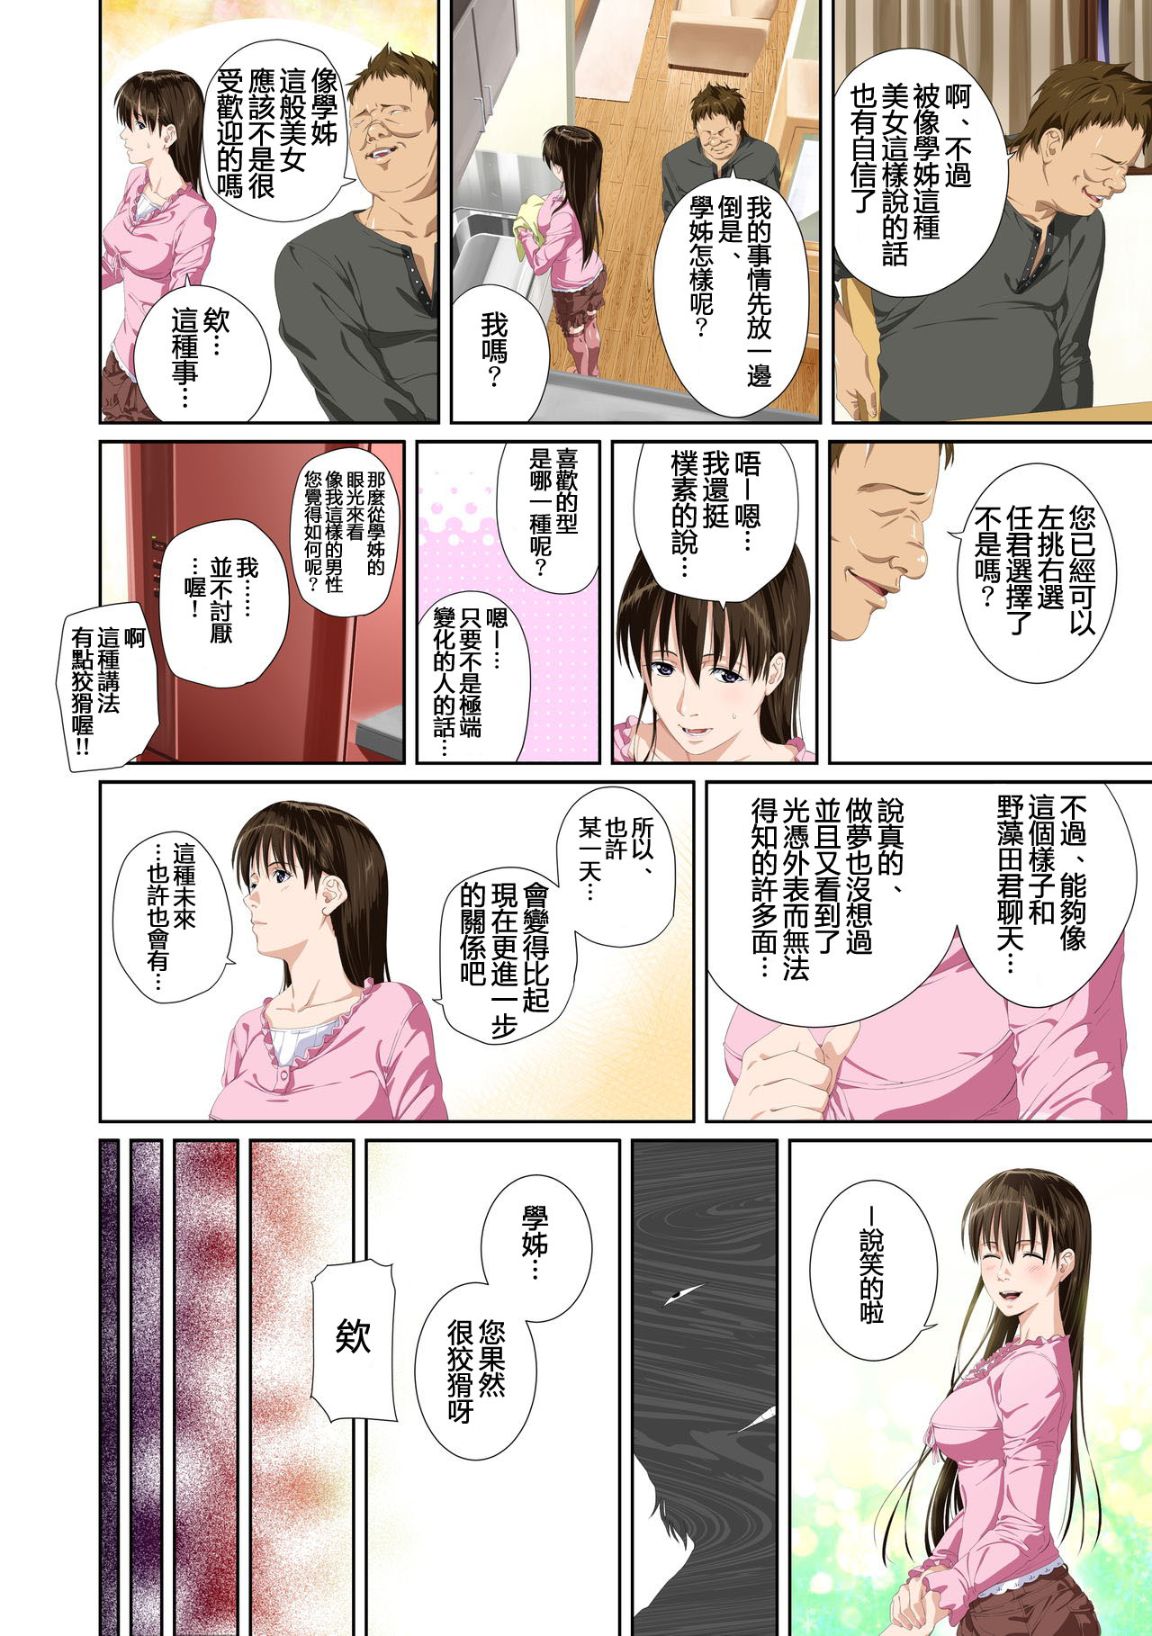 啊、不過
被像學姊這種
美女這樣說的話
也有自信了
我的事情先放一邊
倒是、
學姊怎樣呢？
我嗎？
像學姊
這般美女
應該不是很
受歡迎的嗎
欸…
這種事…
您已經可以
左挑右選
任君選擇了
不是嗎？
唔ー嗯…
我還挺
樸素的說…
喜歡的型
是哪一種呢？
嗯ー…
只要不是極端
變化的人的話…
那麼從學姊的
眼光來看
像我這樣的男性
您覺得如何呢？
我……
並不討厭
…喔！
啊
這種講法
有點狡猾喔!!
不過、能夠像
這個樣子和
野藻田君聊天…
說真的、
做夢也沒想過
並且又看到了
光憑外表而無法
得知的許多面…
所以、
也許
某一天…
會變得比起
現在更進一步
的關係吧
這種未來
…也許也會有…
ー說笑的啦
學姊…
您果然
很狡猾呀
欸